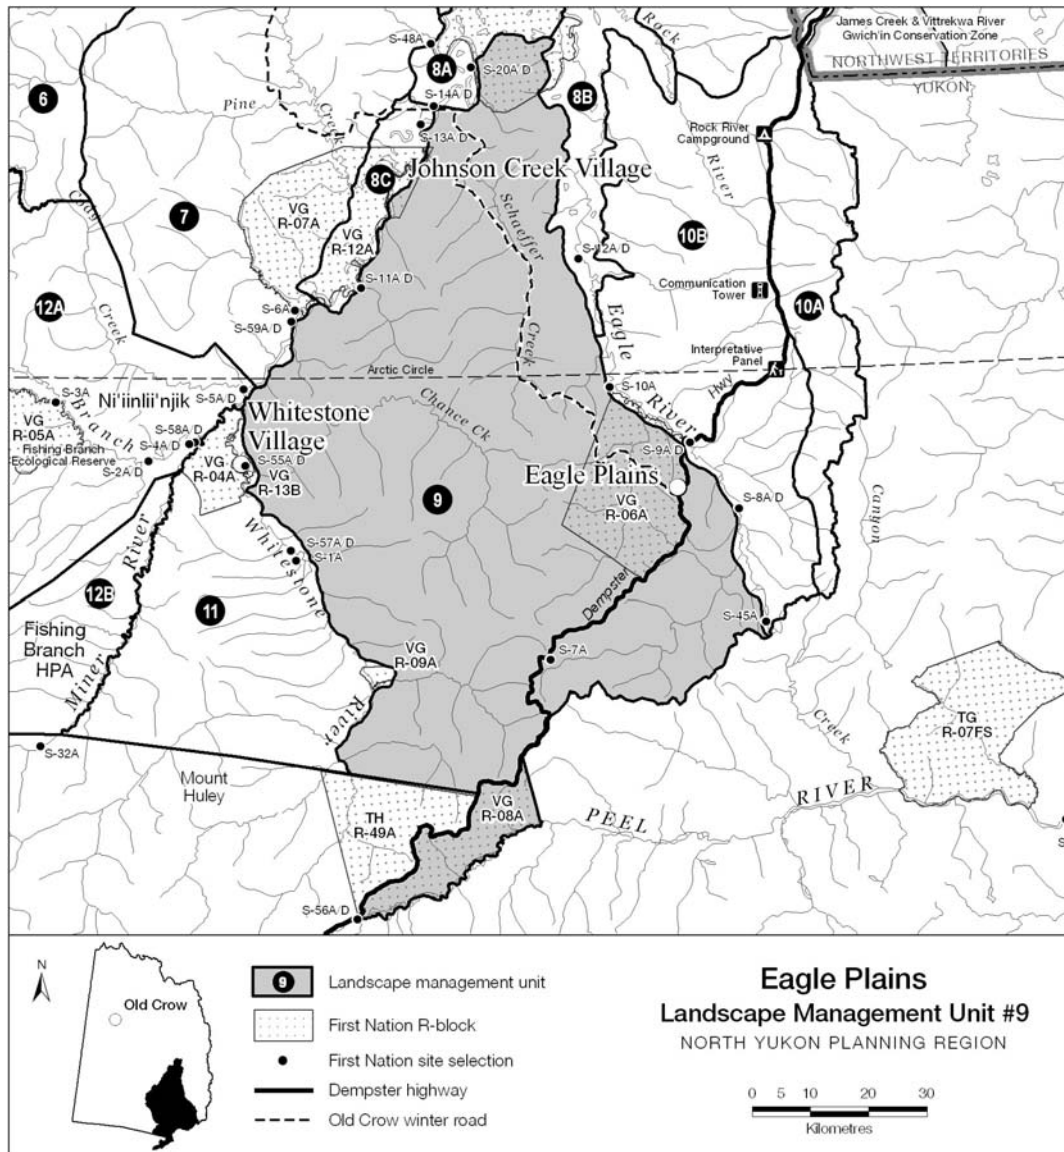 James Creek & Vittrekwa River
Gwich'in Conservation Zone
NORTHWEST TERRITORIES
YUKON
S-48A
8A
S-20A D
Rock
River
6
Pine
Creek
S-14A D
S-13A D
8B
Rock River
Campground
Johnson Creek Village
8C
7
VG
R-07A
VG
R-12A
Schaeffer
Creek
10B
S-12A/D
S-11A D
12A
Creek
Communication
Tower
10A
S-6A
S-59A/D
Eagle
River
Interpretative
Panel
Arctic Circle
Hwy
S-3A
Ni'iinlii'njik
S-5A D
S-10A
Branch
Chance Ck
Whitestone
Village
VG
R-05A
Fishing Branch
Ecological Reserve
S-58A D
S-4A D
S-2A D
VG
R-04A
S-55A D
VG
R-13B
S-9A D
Eagle Plains
VG
R-06A
9
S-8A D
Canyon
Creek
Whitestone
River
S-57A D
S-1A
Miner
River
12B
11
Fishing
Branch
HPA
Dempster
S-45A
VG
R-09A
S-7A
TG
R-07FS
S-32A
Mount
Huley
TH
R-49A
VG
R-08A
PEEL
RIVER
S-56A/D
N
Old Crow
9 Landscape management unit
First Nation R-block
First Nation site selection
Dempster highway
Old Crow winter road
Eagle Plains
Landscape Management Unit #9
NORTH YUKON PLANNING REGION
0 5 10 20 30
Kilometres